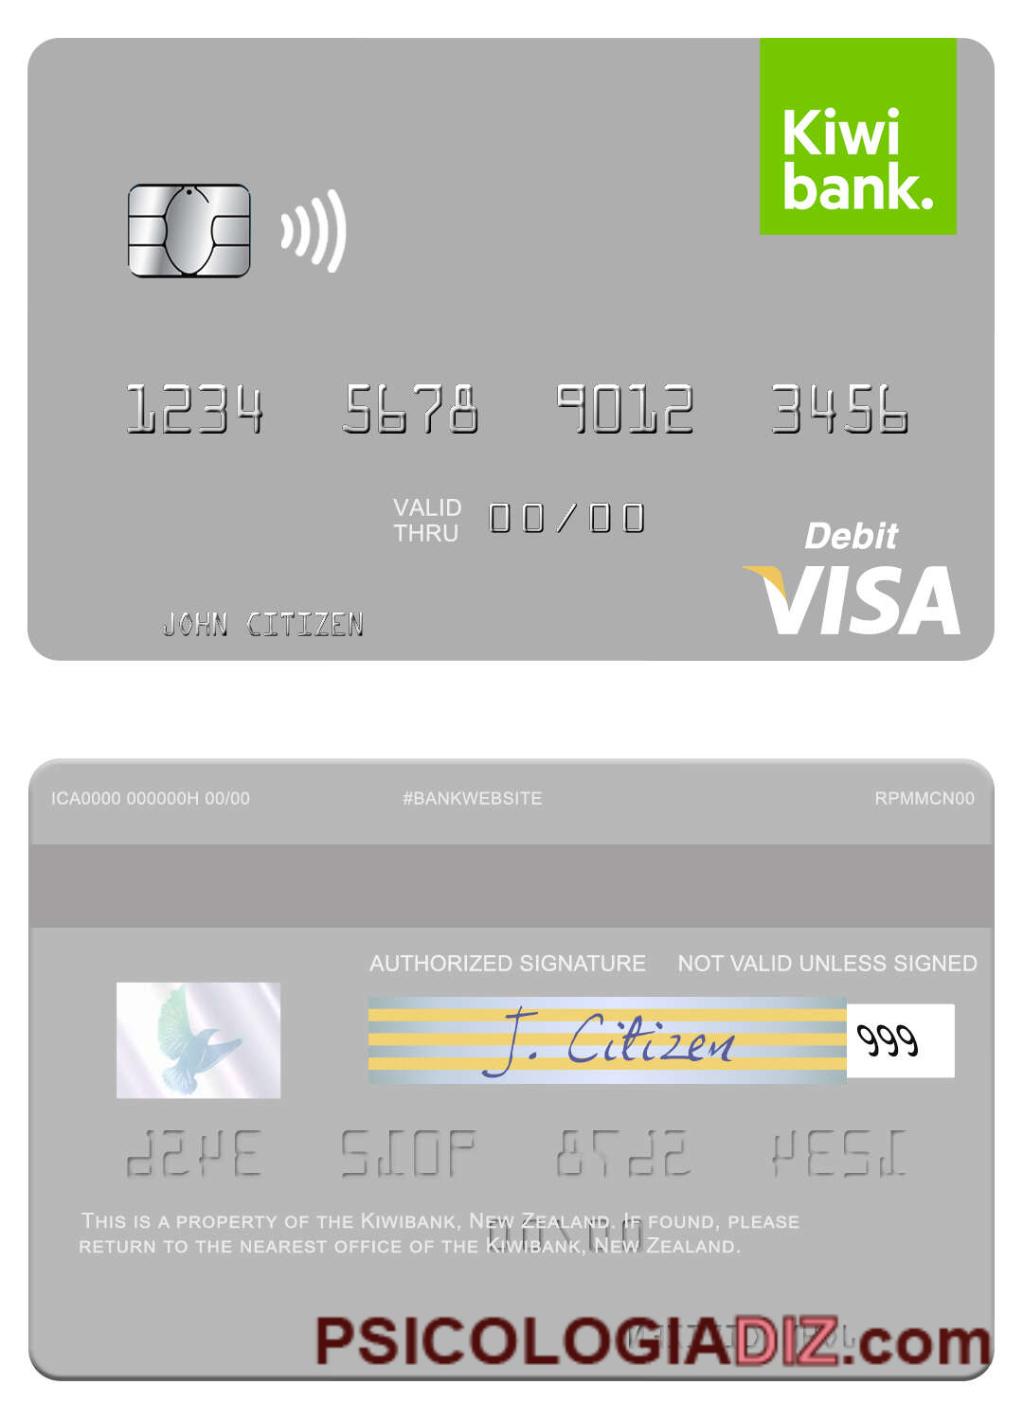 Kiwi
bank.
1234 5678 9012 3456
VALID
THRU 00/00
Debit
VISA
JOHN CITIZEN
ICA0000 000000H 00/00 #BANKWEBSITE RPMMCN00
AUTHORIZED SIGNATURE NOT VALID UNLESS SIGNED
J. Citizen 999
THIS IS A PROPERTY OF THE KIWIBANK, NEW ZEALAND. IF FOUND, PLEASE
RETURN TO THE NEAREST OFFICE OF THE KIWIBANK, NEW ZEALAND.
PSICOLOGIADIZ.com